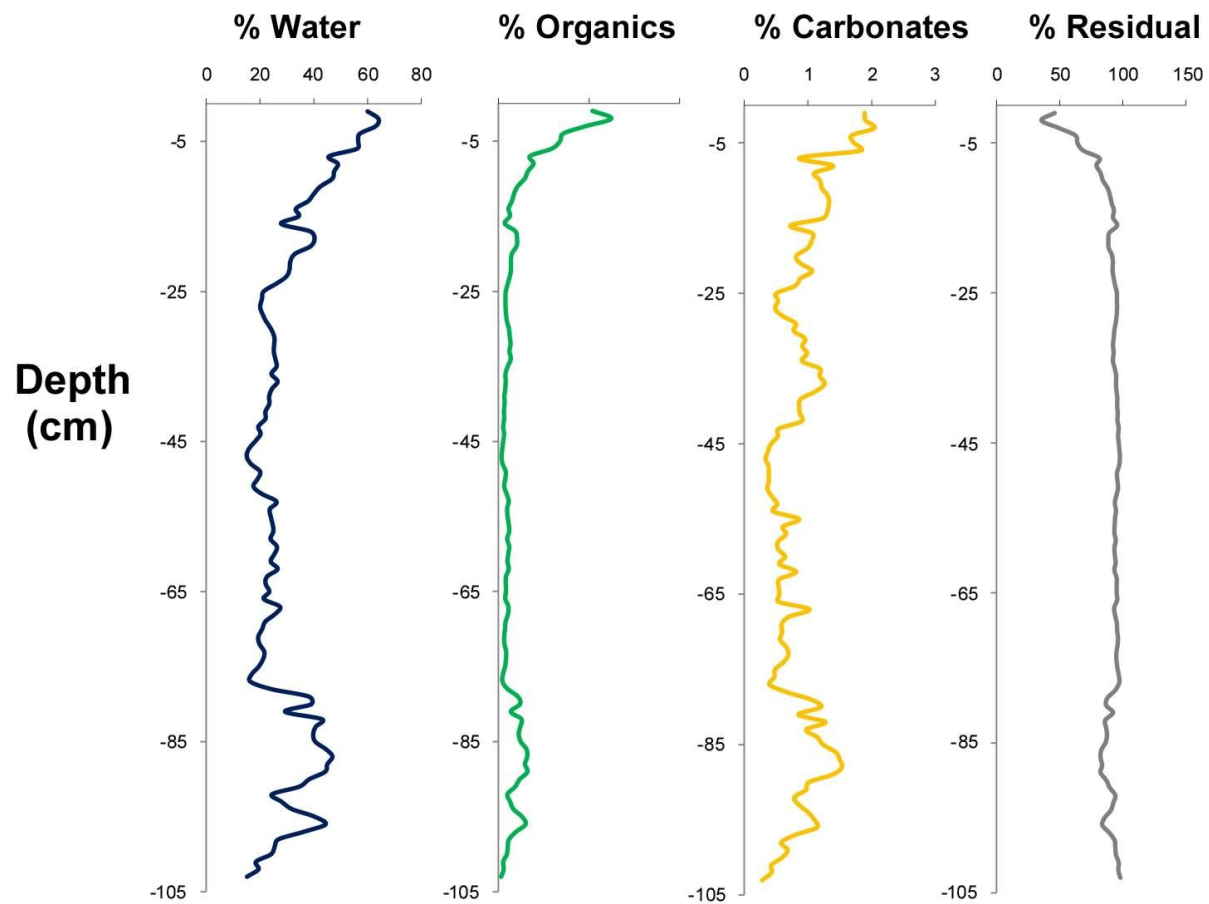 % Water % Organics % Carbonates % Residual
0 20 40 60 80 0 1 2 3 0 50 100 150
-5 -5 -5 -5
-25 -25 -25 -25
Depth
(cm)
-45 -45 -45 -45
-65 -65 -65 -65
-85 -85 -85 -85
-105 -105 -105 -105